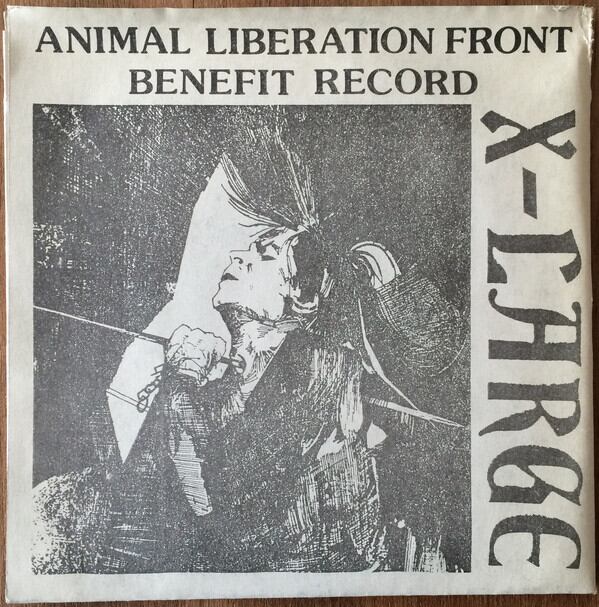 ANIMAL LIBERATION FRONT
BENEFIT RECORD
X-LARGE